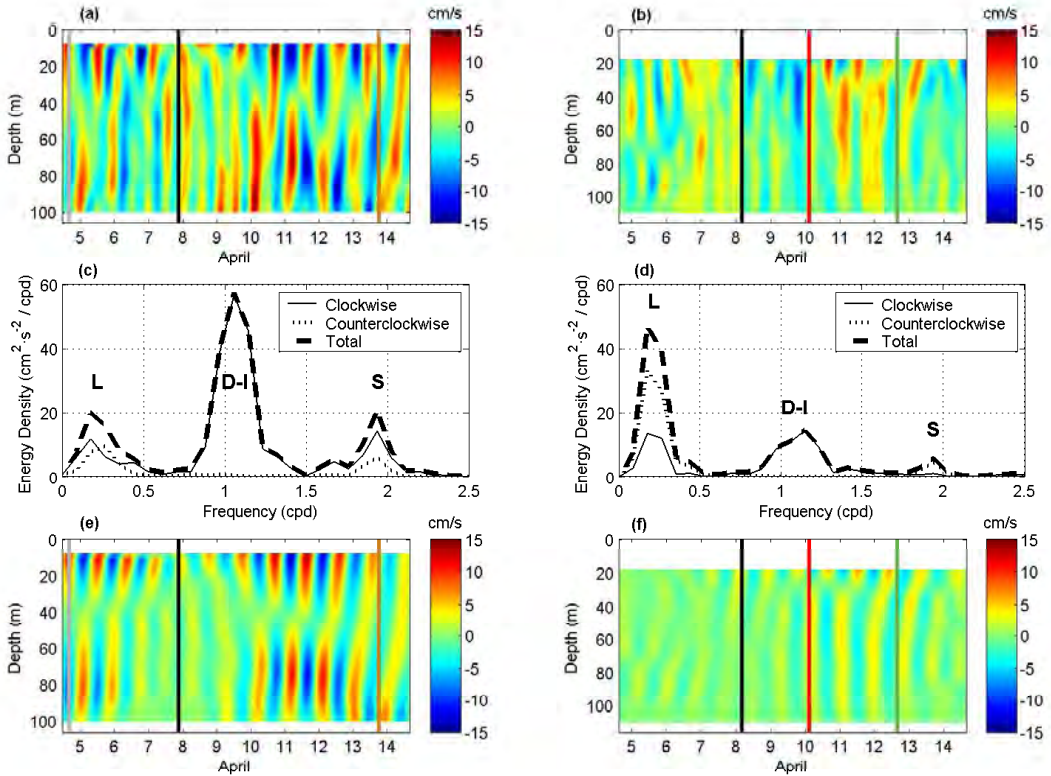 (a)
cm/s
0
20
40
60
80
100
Depth (m)
5 6 7 8 9 10 11 12 13 14
April
15
10
5
0
-5
-10
-15
(b)
cm/s
0
20
40
60
80
100
Depth (m)
5 6 7 8 9 10 11 12 13 14
April
15
10
5
0
-5
-10
-15
(c)
60
40
20
0
Energy Density (cm²·s⁻² / cpd)
L
D-I
S
Clockwise
Counterclockwise
Total
0 0.5 1 1.5 2 2.5
Frequency (cpd)
(d)
60
40
20
0
Energy Density (cm²·s⁻² / cpd)
L
D-I
S
Clockwise
Counterclockwise
Total
0 0.5 1 1.5 2 2.5
Frequency (cpd)
(e)
cm/s
0
20
40
60
80
100
Depth (m)
5 6 7 8 9 10 11 12 13 14
April
15
10
5
0
-5
-10
-15
(f)
cm/s
0
20
40
60
80
100
Depth (m)
5 6 7 8 9 10 11 12 13 14
April
15
10
5
0
-5
-10
-15